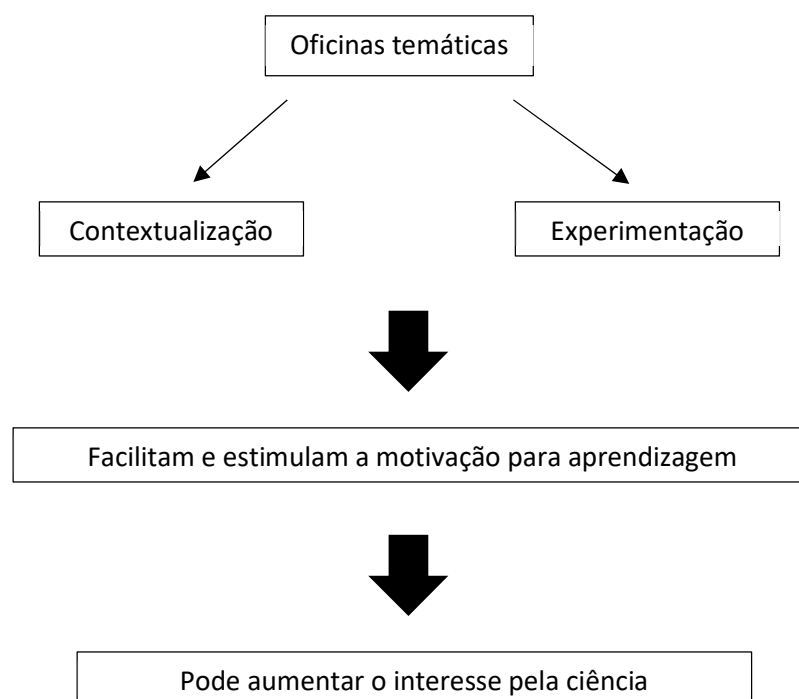 Oficinas temáticas
Contextualização
Experimentação
Facilitam e estimulam a motivação para aprendizagem
Pode aumentar o interesse pela ciência